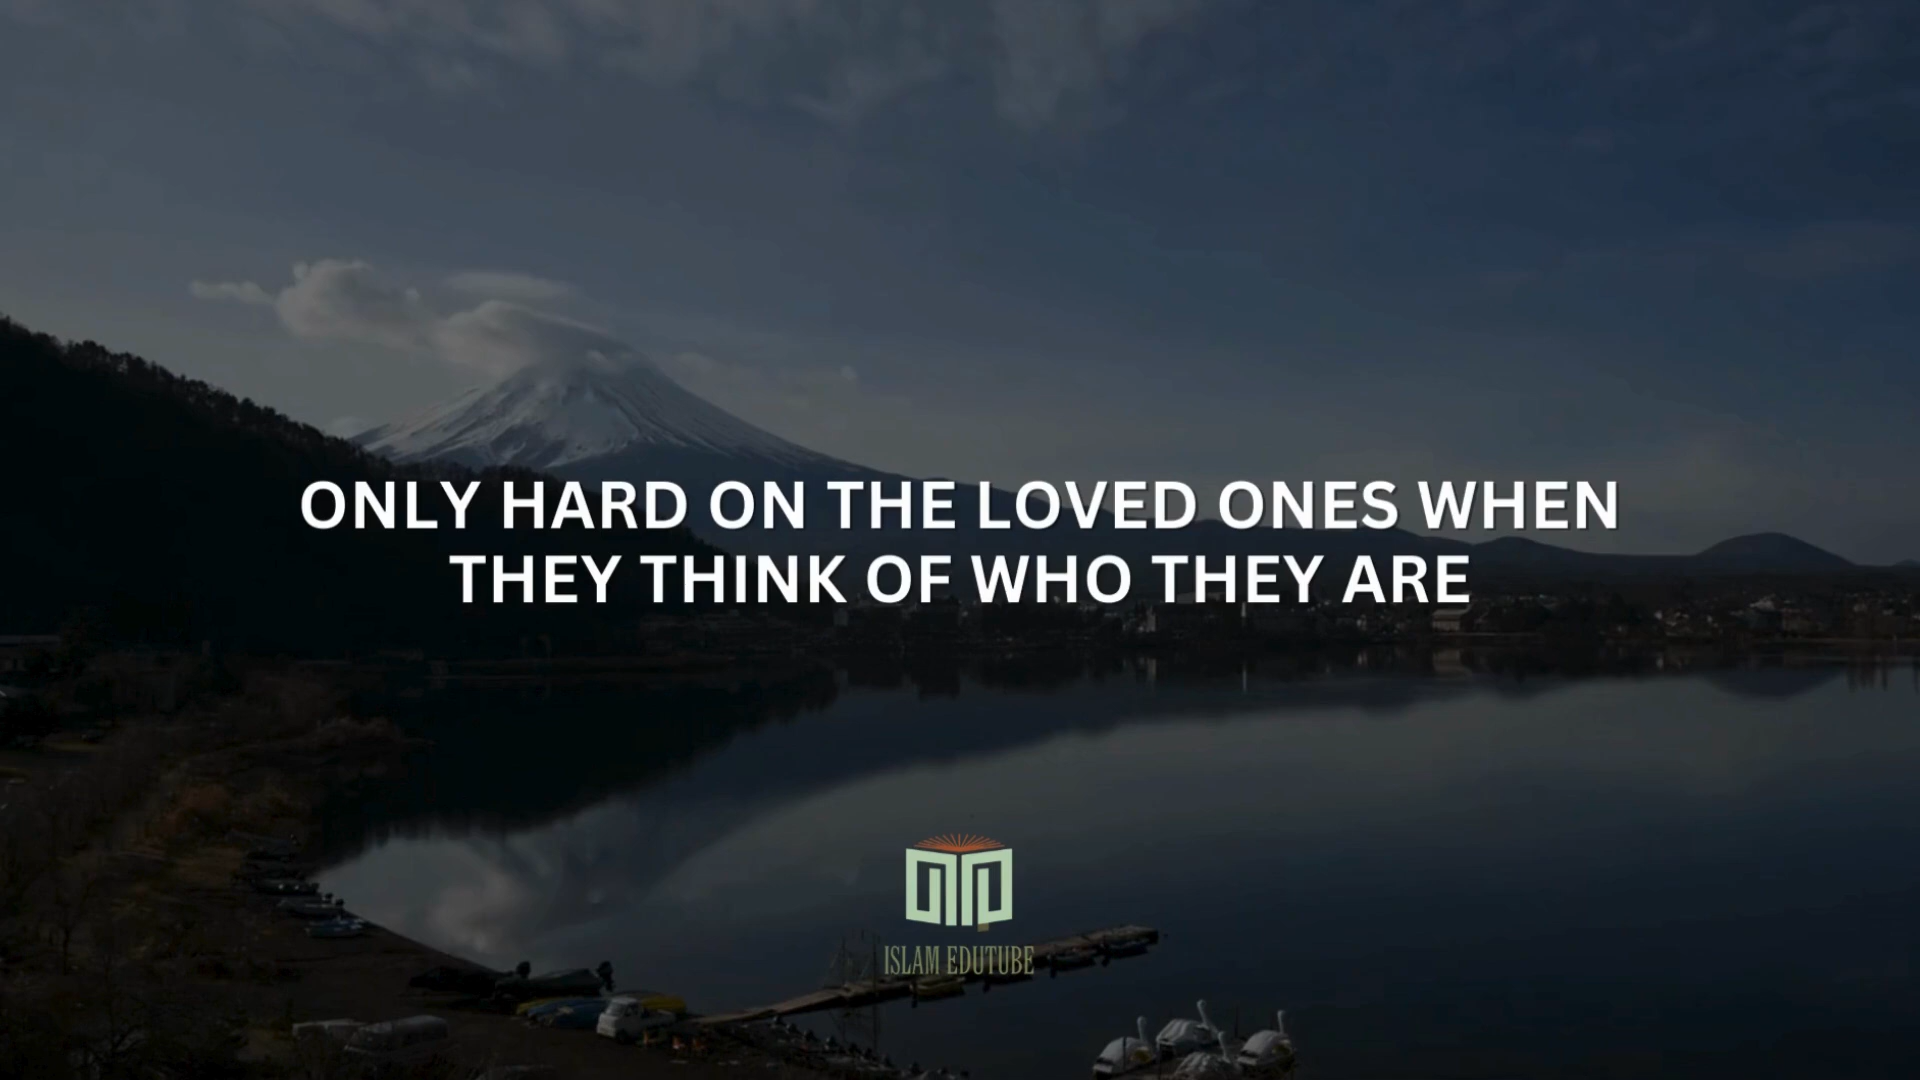 ONLY HARD ON THE LOVED ONES WHEN
THEY THINK OF WHO THEY ARE
ISLAM EDUTUBE